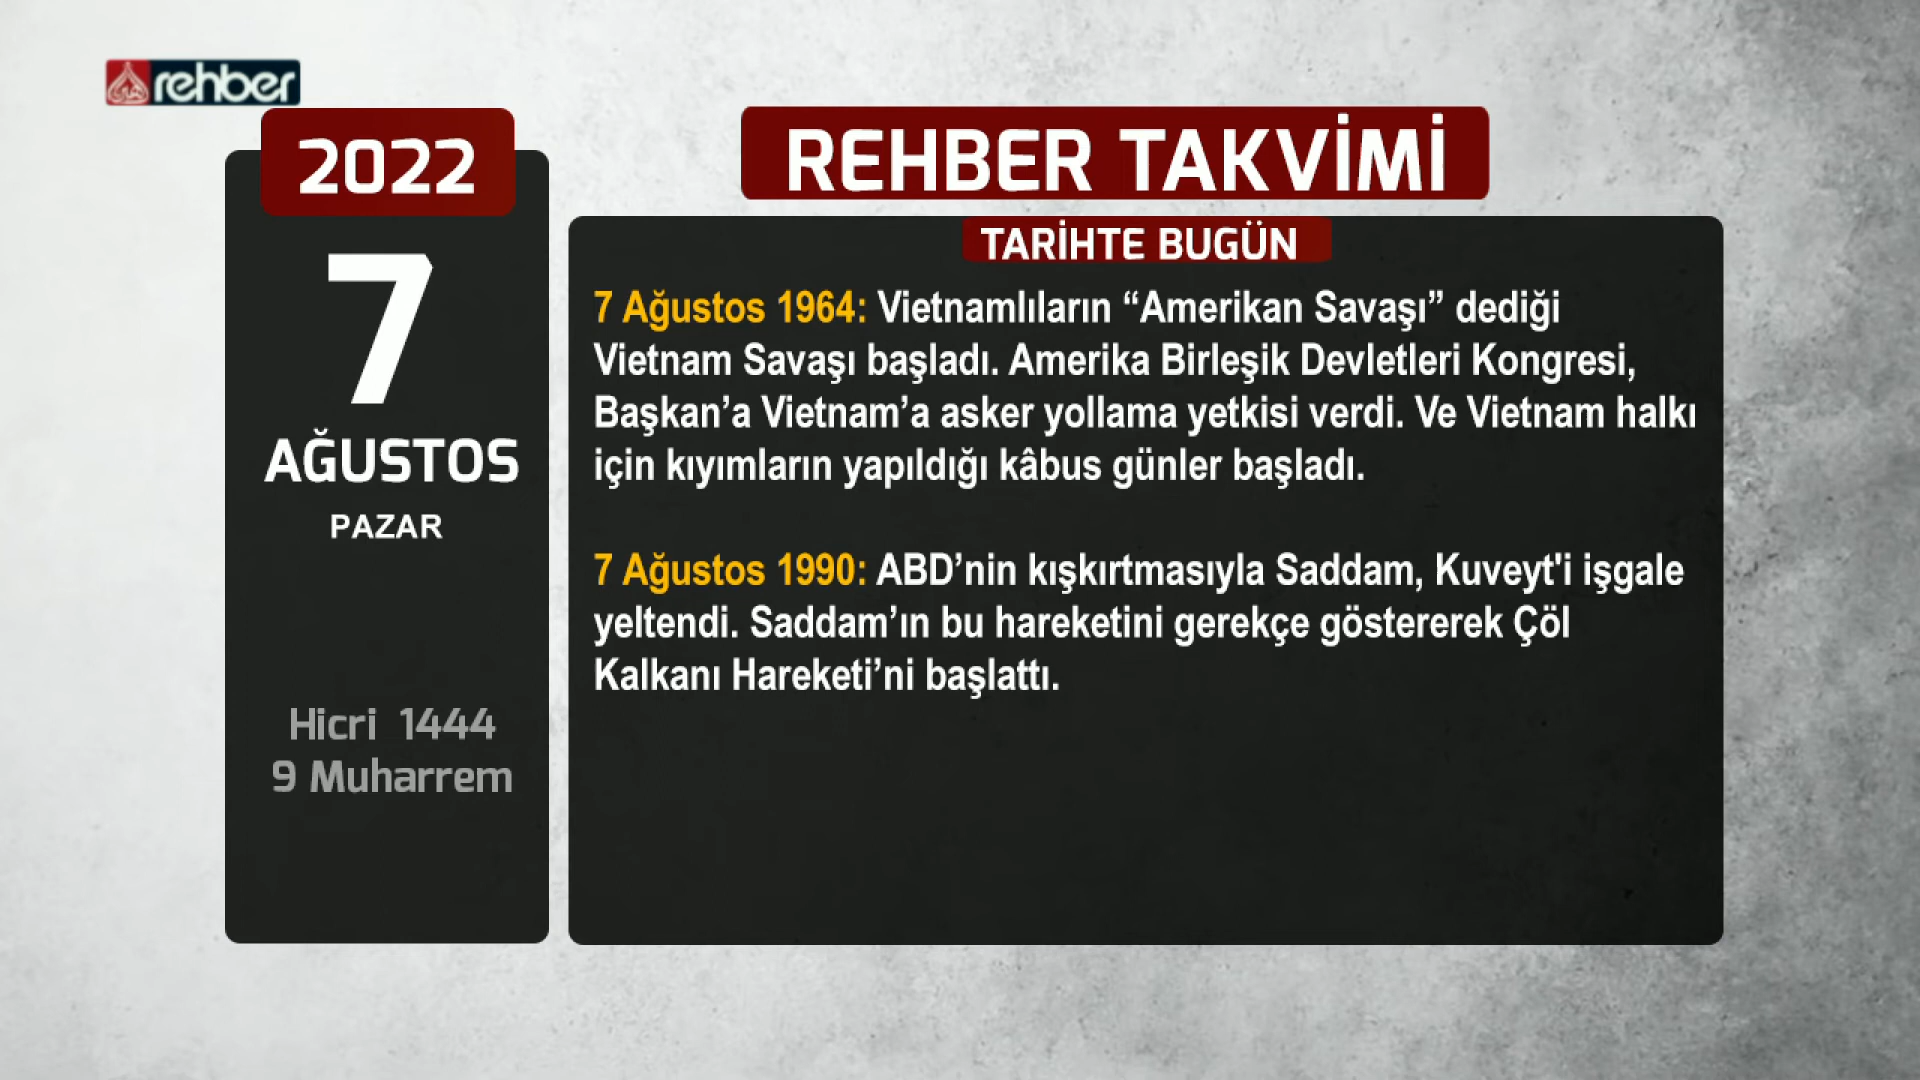 rehber
2022
7
AĞUSTOS
PAZAR
Hicri 1444
9 Muharrem
REHBER TAKVİMİ
TARİHTE BUGÜN
7 Ağustos 1964: Vietnamlıların “Amerikan Savaşı” dediği
Vietnam Savaşı başladı. Amerika Birleşik Devletleri Kongresi,
Başkan’a Vietnam’a asker yollama yetkisi verdi. Ve Vietnam halkı
için kıyımların yapıldığı kâbus günler başladı.
7 Ağustos 1990: ABD’nin kışkırtmasıyla Saddam, Kuveyt'i işgale
yeltendi. Saddam’ın bu hareketini gerekçe göstererek Çöl
Kalkanı Hareketi’ni başlattı.